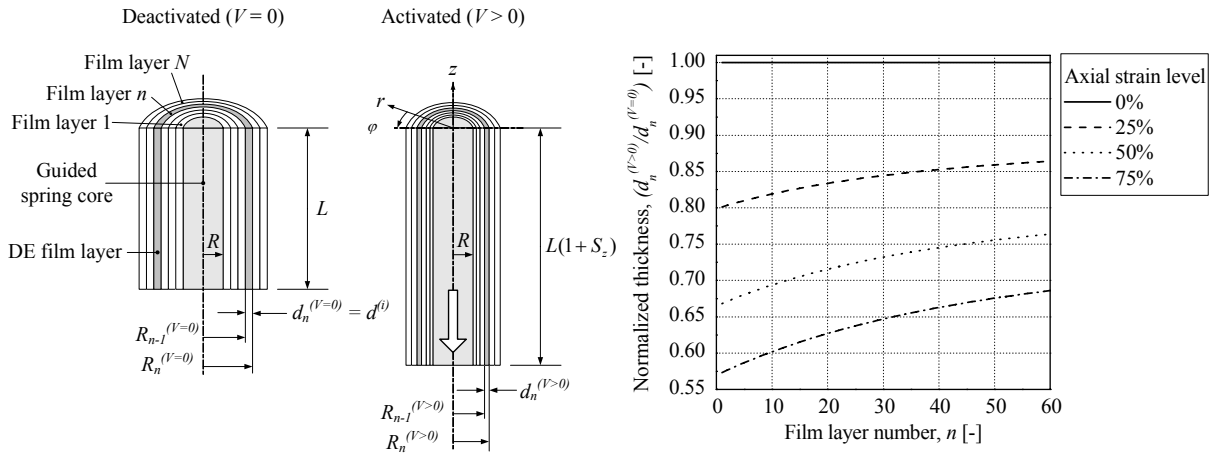 Deactivated (V = 0)
Activated (V > 0)
Film layer N
Film layer n
Film layer 1
Guided
spring core
DE film layer
R
L
d_n^(V=0) = d^(i)
R_n-1^(V=0)
R_n^(V=0)
z
r
φ
R
L(1+ S_z)
d_n^(V>0)
R_n-1^(V>0)
R_n^(V>0)
Normalized thickness, (d_n^(V>0)/d_n^(V=0)) [-]
1.00
0.95
0.90
0.85
0.80
0.75
0.70
0.65
0.60
0.55
0 10 20 30 40 50 60
Film layer number, n [-]
Axial strain level
0%
25%
50%
75%